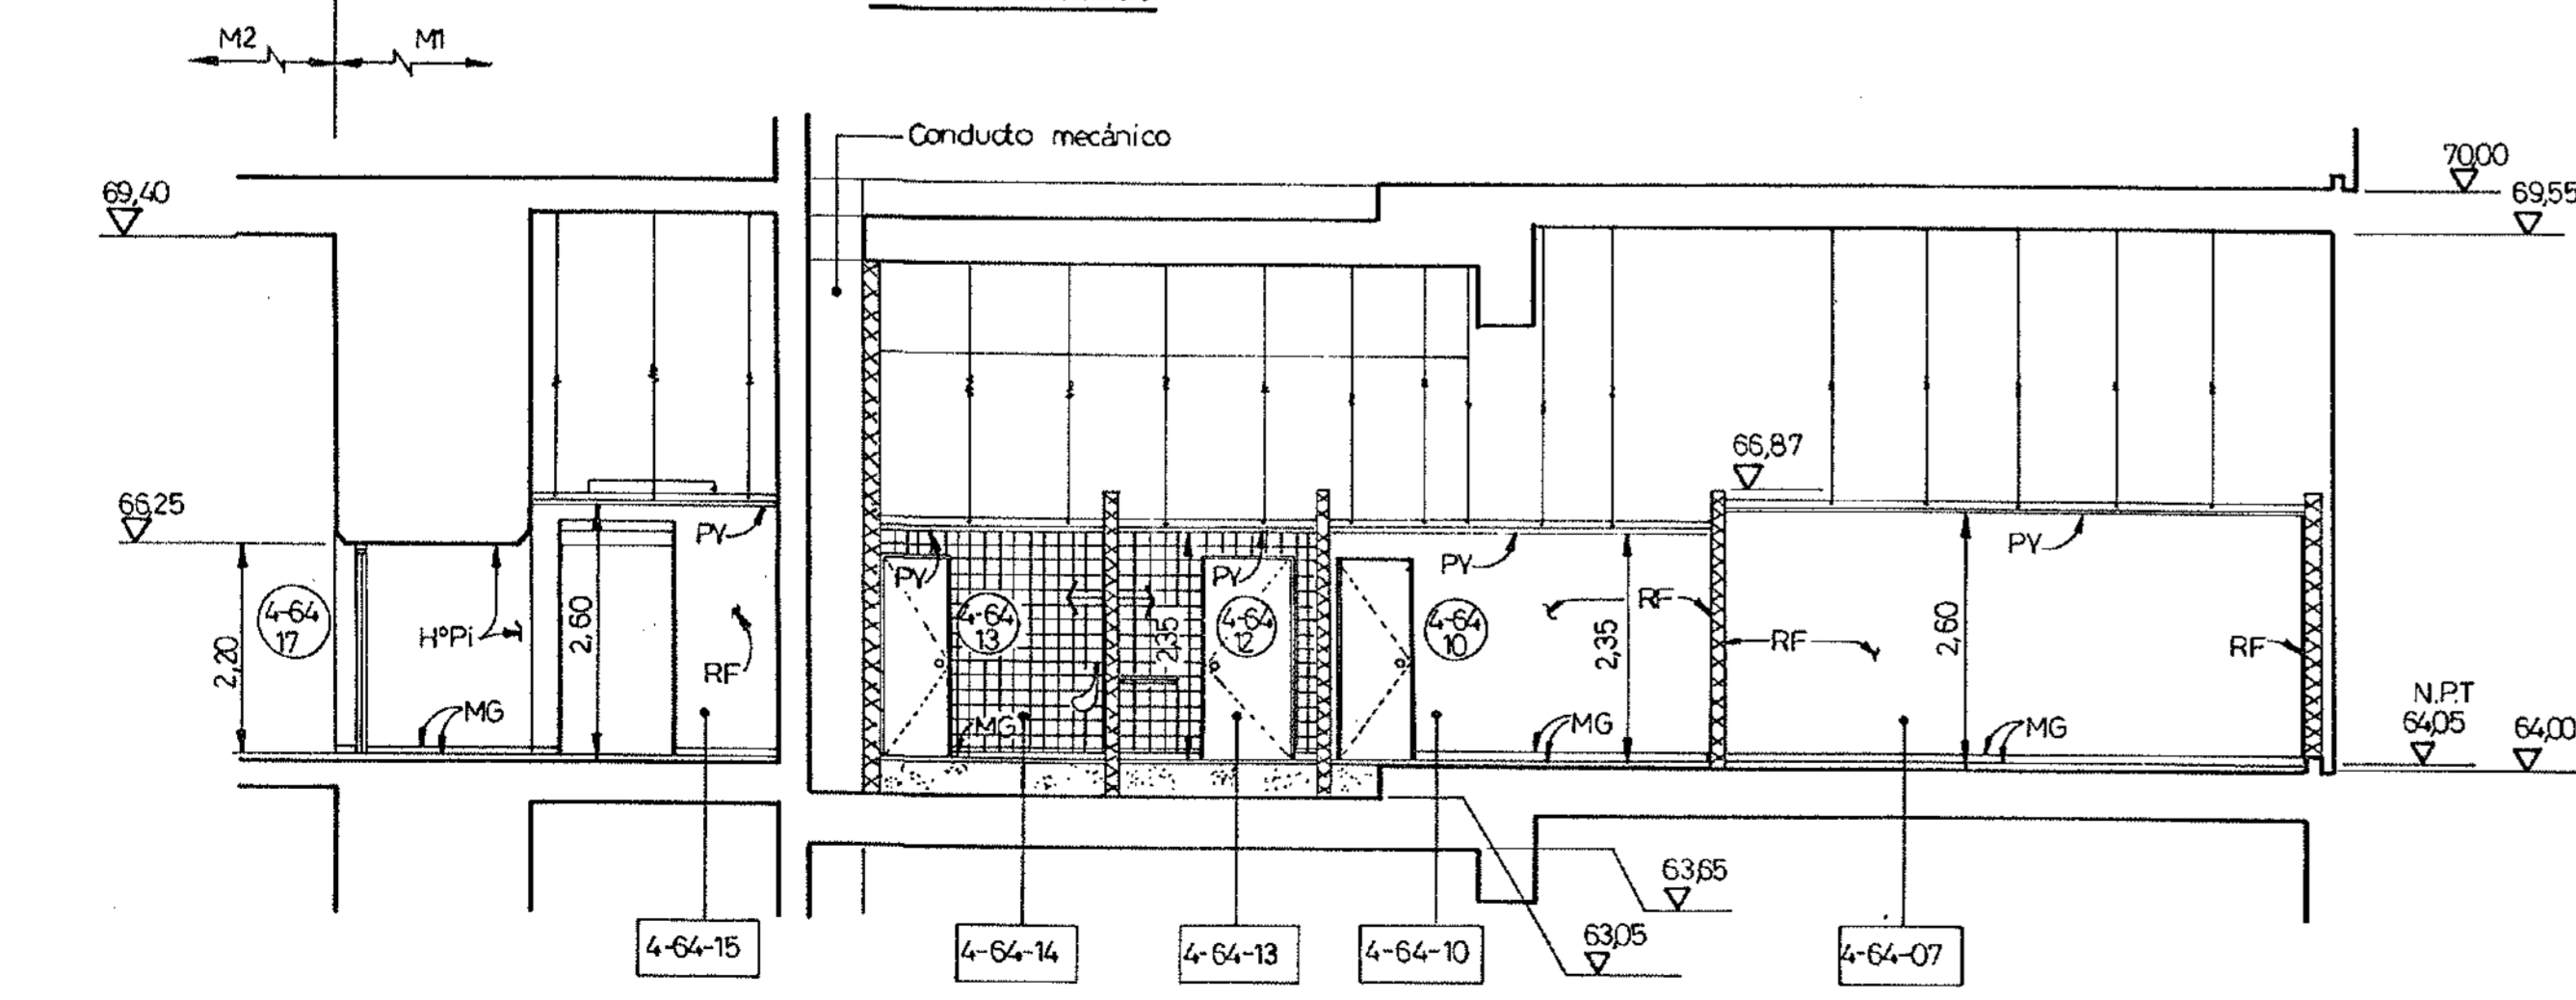 M2
M1
Conducto mecánico
69,40
70,00
69,55
66,25
66,87
PY
PY
PY
PY
PY
4-64
17
4-64
13
4-64
12
4-64
10
HºPi
2,20
2,60
2,35
2,35
2,60
RF
RF
RF
RF
MG
MG
MG
MG
N.P.T
64,05
64,00
63,65
63,05
4-64-15
4-64-14
4-64-13
4-64-10
4-64-07